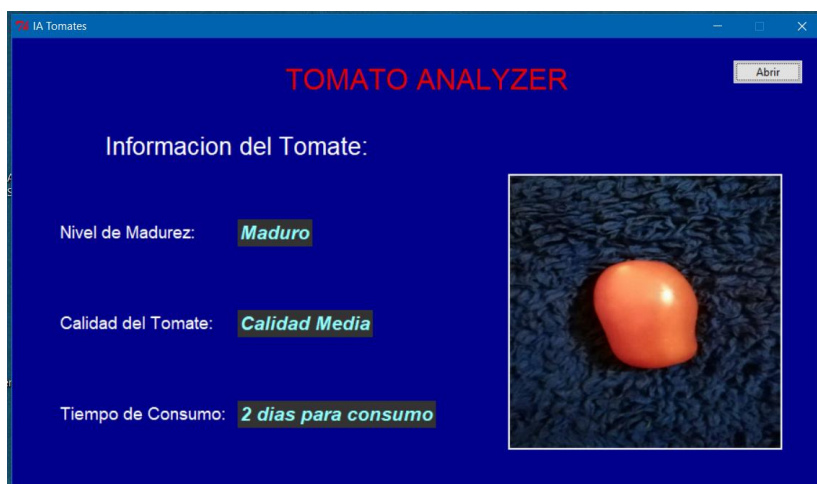 IA Tomates
TOMATO ANALYZER
Abrir
Informacion del Tomate:
Nivel de Madurez: Maduro
Calidad del Tomate: Calidad Media
Tiempo de Consumo: 2 dias para consumo